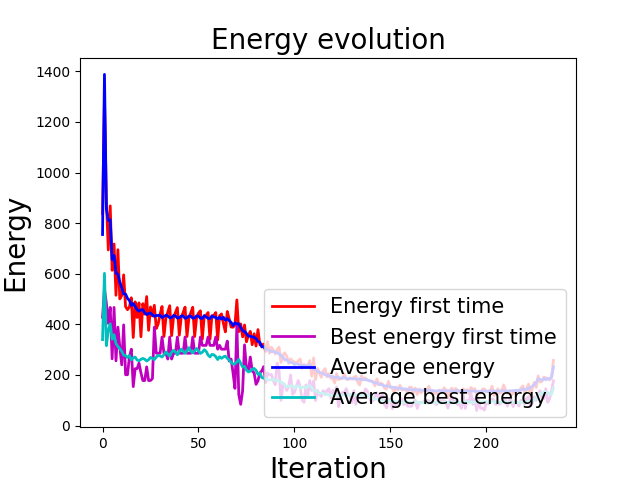 Energy evolution
1400
1200
1000
800
600
400
200
0
Energy
Energy first time
Best energy first time
Average energy
Average best energy
0 50 100 150 200
Iteration